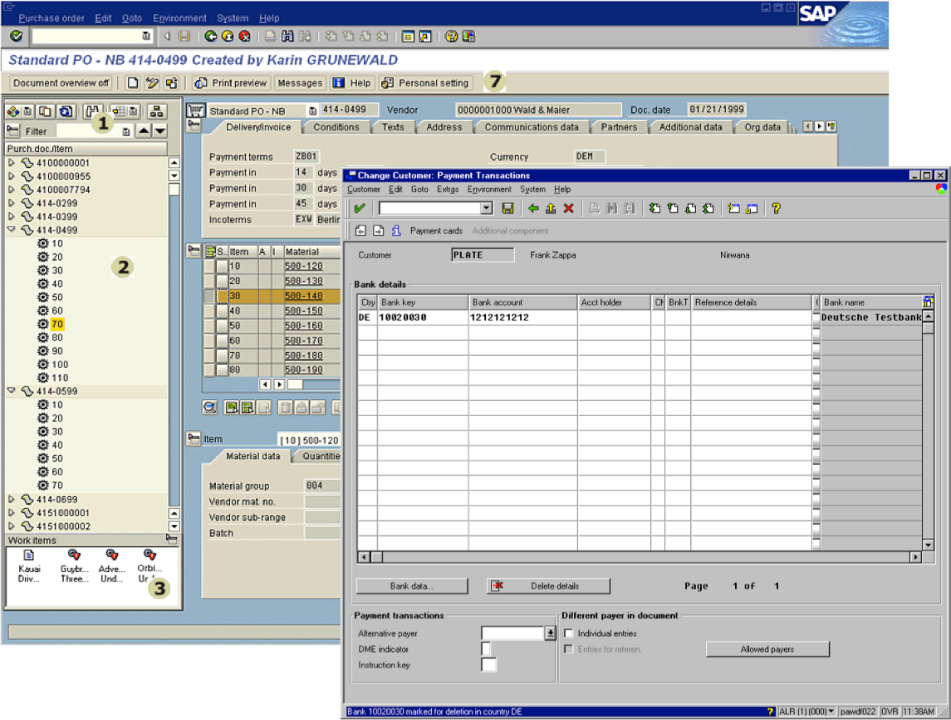 Purchase order Edit Goto Environment System Help
SAP
Standard PO - NB 414-0499 Created by Karin GRUNEWALD
Document overview off Print preview Messages Help Personal setting 7
1
Filter
Purch.doc./Item
4100000001
4100000955
4100007794
414-0299
414-0399
414-0499
10
20
2
30
40
50
60
70
80
90
100
110
414-0599
10
20
30
40
50
60
70
414-0699
4151000001
4151000002
Work items
Kauai Guybr... Adve... Orbi...
Driv... Three... Und... Ur 1
3
Standard PO - NB 414-0499 Vendor 0000001000 Wald & Maier Doc. date 01/21/1999
Delivery/invoice Conditions Texts Address Communications data Partners Additional data Org.data
Payment terms ZB01 Currency DEM
Payment in 14 days
Payment in 30 days
Payment in 45 days
Incoterms EXW Berlin
S.. Item A I Material
10 500-120
20 500-130
30 500-140
40 500-150
50 500-160
60 500-170
70 500-180
80 500-190
Item [10] 500-120
Material data Quantitie
Material group 004
Vendor mat. no.
Vendor sub-range
Batch
Change Customer: Payment Transactions
Customer Edit Goto Extras Environment System Help
Payment cards Additional component
Customer PLATE Frank Zappa Nirwana
Bank details
Ctry Bank key Bank account Acct holder Ck BnkT Reference details Bank name
DE 10020030 1212121212 Deutsche Testbank
Bank data... Delete details Page 1 of 1
Payment transactions Different payer in document
Alternative payer Individual entries
DME indicator Entries for referen. Allowed payers
Instruction key
Bank 10020030 marked for deletion in country DE ? ALR (1) (000) pawdf022 OVR 11:38AM